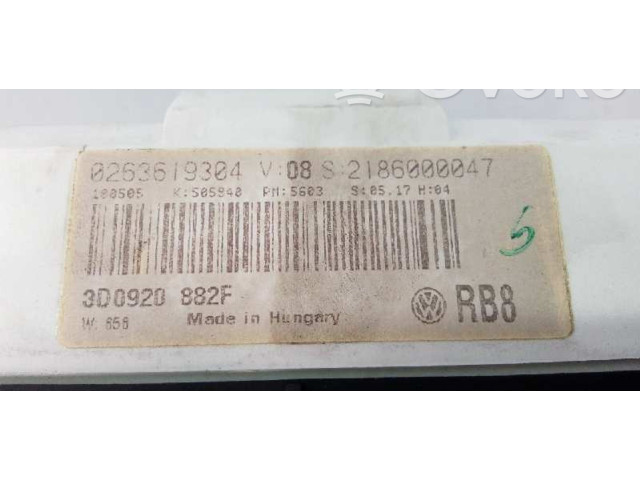 0263619304 V:08 S:2186000047
100505 K:505940 PM:5603 S:05.17 H:04
5
3D0920 882F
W 656 Made in Hungary
RB8